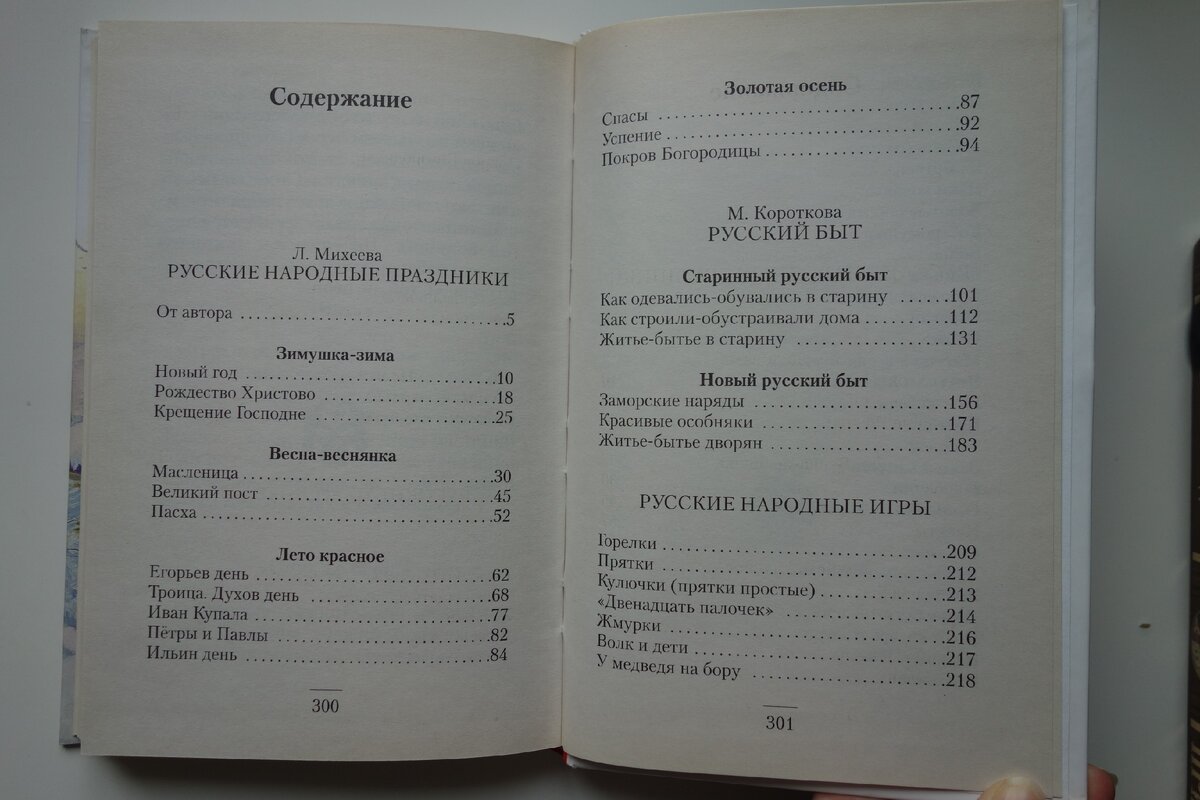 Содержание
Л. Михеева
РУССКИЕ НАРОДНЫЕ ПРАЗДНИКИ
От автора ..............................5
Зимушка-зима
Новый год ..............................10
Рождество Христово ..............................18
Крещение Господне ..............................25
Весна-веснянка
Масленица ..............................30
Великий пост ..............................45
Пасха ..............................52
Лето красное
Егорьев день ..............................62
Троица. Духов день ..............................68
Иван Купала ..............................77
Пётры и Павлы ..............................82
Ильин день ..............................84
300
Золотая осень
Спасы ..............................87
Успение ..............................92
Покров Богородицы ..............................94
М. Короткова
РУССКИЙ БЫТ
Старинный русский быт
Как одевались-обувались в старину ......101
Как строили-обустраивали дома ..........112
Житье-бытье в старину ..................131
Новый русский быт
Заморские наряды ......................156
Красивые особняки ......................171
Житье-бытье дворян ......................183
РУССКИЕ НАРОДНЫЕ ИГРЫ
Горелки ..............................209
Прятки ..............................212
Кулючки (прятки простые) ..............213
«Двенадцать палочек» ..................214
Жмурки ..............................216
Волк и дети ..............................217
У медведя на бору ......................218
301